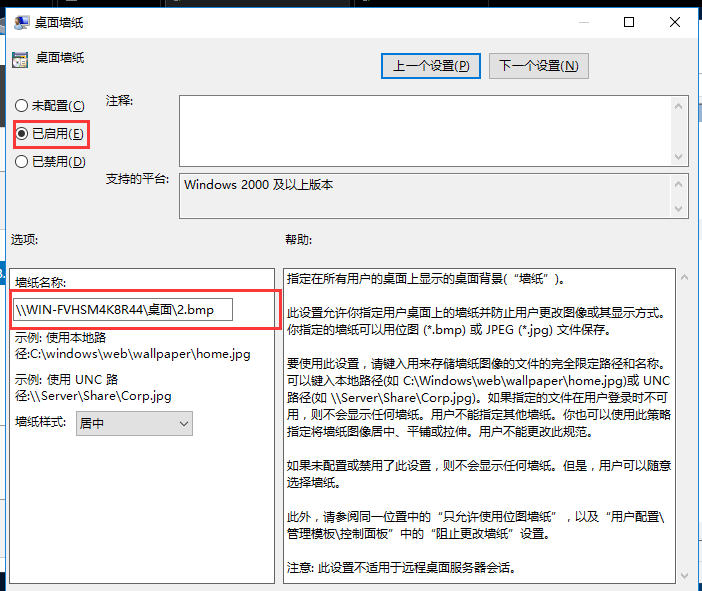 桌面墙纸
桌面墙纸
上一个设置(P)
下一个设置(N)
未配置(C)
注释:
已启用(E)
已禁用(D)
支持的平台:
Windows 2000 及以上版本
选项:
帮助:
墙纸名称:
\\WIN-FVHSM4K8R44\桌面\2.bmp
示例: 使用本地路
径:C:\windows\web\wallpaper\home.jpg
示例: 使用 UNC 路
径:\\Server\Share\Corp.jpg
墙纸样式:
居中
指定在所有用户的桌面上显示的桌面背景(“墙纸”)。
此设置允许你指定用户桌面上的墙纸并防止用户更改图像或其显示方式。
你指定的墙纸可以用位图 (*.bmp) 或 JPEG (*.jpg) 文件保存。
要使用此设置，请键入用来存储墙纸图像的文件的完全限定路径和名称。
可以键入本地路径(如 C:\Windows\web\wallpaper\home.jpg)或 UNC
路径(如 \\Server\Share\Corp.jpg)。如果指定的文件在用户登录时不可
用，则不会显示任何墙纸。用户不能指定其他墙纸。你也可以使用此策略
指定将墙纸图像居中、平铺或拉伸。用户不能更改此规范。
如果未配置或禁用了此设置，则不会显示任何墙纸。但是，用户可以随意
选择墙纸。
此外，请参阅同一位置中的“只允许使用位图墙纸”，以及“用户配置\
管理模板\控制面板”中的“阻止更改墙纸”设置。
注意: 此设置不适用于远程桌面服务器会话。